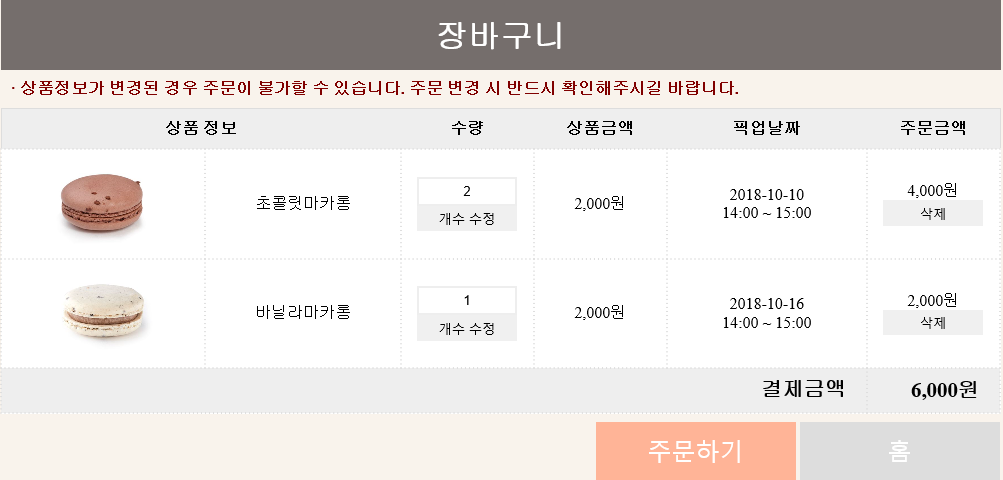 장바구니
· 상품정보가 변경된 경우 주문이 불가할 수 있습니다. 주문 변경 시 반드시 확인해주시길 바랍니다.
상품 정보 수량 상품금액 픽업날짜 주문금액
초콜릿마카롱
2
개수 수정
2,000원
2018-10-10
14:00 ~ 15:00
4,000원
삭제
바닐라마카롱
1
개수 수정
2,000원
2018-10-16
14:00 ~ 15:00
2,000원
삭제
결제금액 6,000원
주문하기 홈